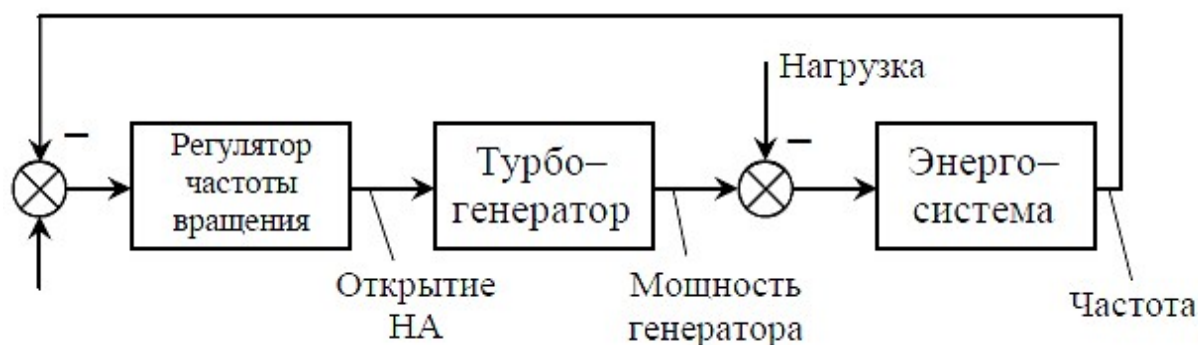 Нагрузка
–
–
Регулятор
частоты
вращения
Турбо–
генератор
Энерго–
система
Открытие
НА
Мощность
генератора
Частота